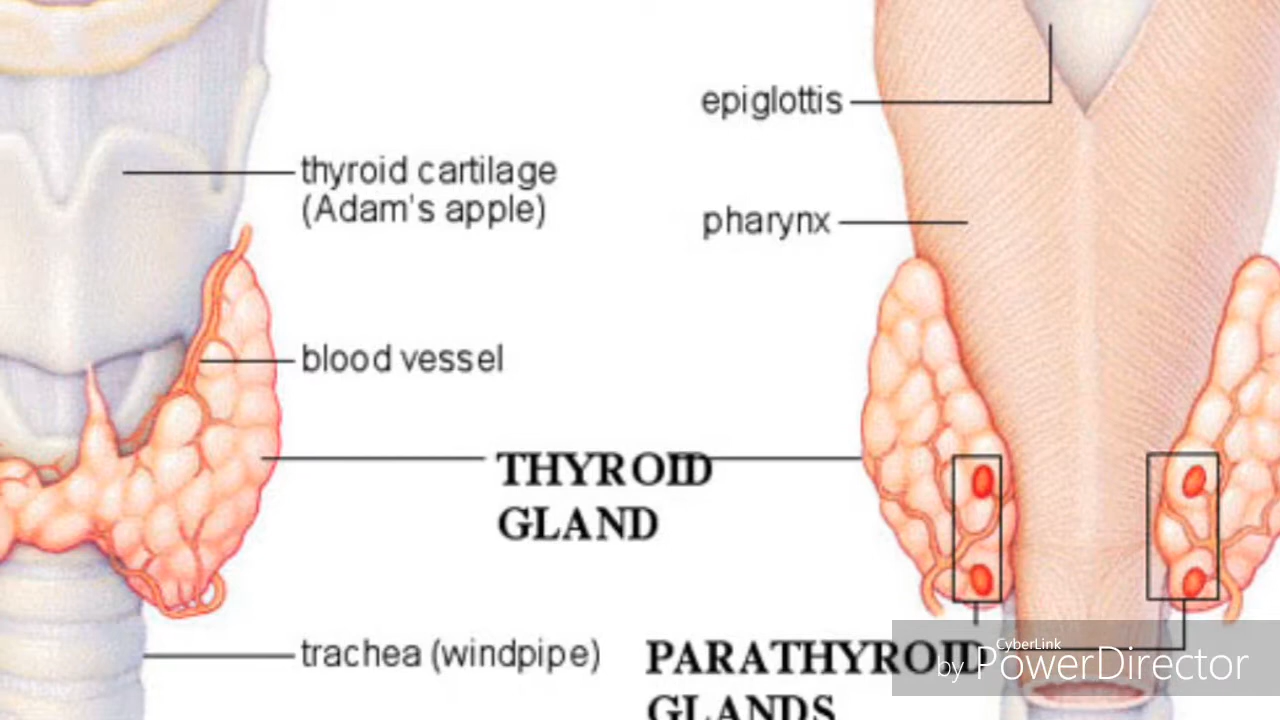 epiglottis
thyroid cartilage
(Adam's apple)
pharynx
blood vessel
THYROID
GLAND
trachea (windpipe)
PARATHYROID
GLANDS
CyberLink
by PowerDirector